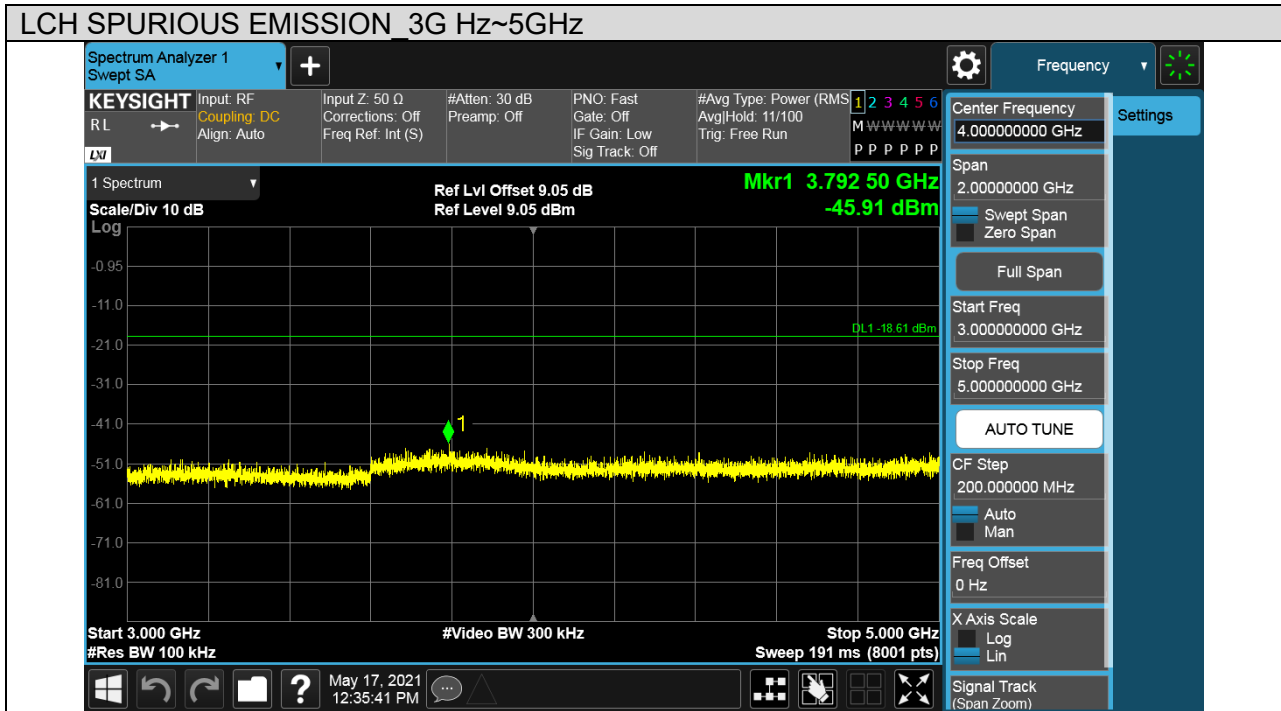 LCH SPURIOUS EMISSION_3G Hz~5GHz
Spectrum Analyzer 1
Swept SA
Frequency
KEYSIGHT
R L
LXI
Input: RF
Coupling: DC
Align: Auto
Input Z: 50 Ω
Corrections: Off
Freq Ref: Int (S)
#Atten: 30 dB
Preamp: Off
PNO: Fast
Gate: Off
IF Gain: Low
Sig Track: Off
#Avg Type: Power (RMS
Avg|Hold: 11/100
Trig: Free Run
1 2 3 4 5 6
M W W W W W
P P P P P P
1 Spectrum
Scale/Div 10 dB
Log
Ref Lvl Offset 9.05 dB
Ref Level 9.05 dBm
Mkr1 3.792 50 GHz
-45.91 dBm
-0.95
-11.0
DL1 -18.61 dBm
-21.0
-31.0
-41.0
1
-51.0
-61.0
-71.0
-81.0
Start 3.000 GHz
#Res BW 100 kHz
#Video BW 300 kHz
Stop 5.000 GHz
Sweep 191 ms (8001 pts)
May 17, 2021
12:35:41 PM
?
Center Frequency
4.000000000 GHz
Span
2.00000000 GHz
Swept Span
Zero Span
Full Span
Start Freq
3.000000000 GHz
Stop Freq
5.000000000 GHz
AUTO TUNE
CF Step
200.000000 MHz
Auto
Man
Freq Offset
0 Hz
X Axis Scale
Log
Lin
Signal Track
(Span Zoom)
Settings